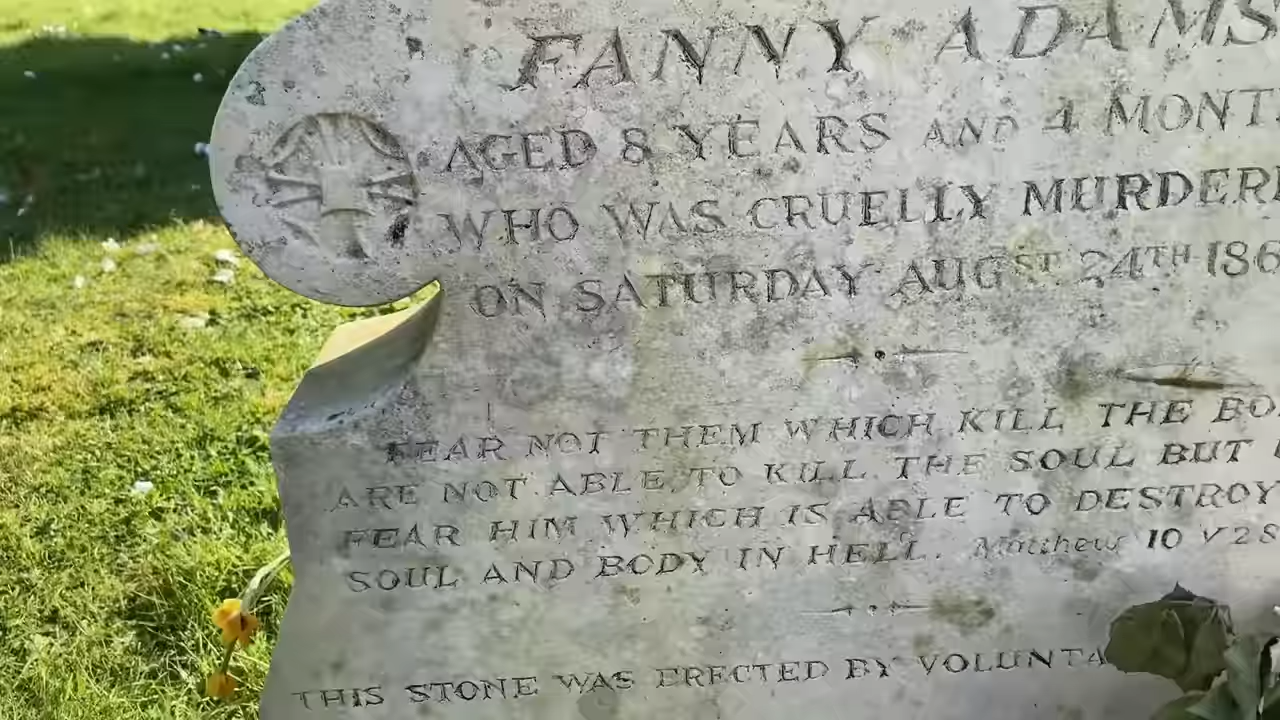 FANNY ADAMS
AGED 8 YEARS AND 4 MONT
WHO WAS CRUELLY MURDER
ON SATURDAY AUGST 24TH 186
FEAR NOT THEM WHICH KILL THE BO
ARE NOT ABLE TO KILL THE SOUL BUT
FEAR HIM WHICH IS ABLE TO DESTROY
SOUL AND BODY IN HELL. Matthew 10 V 28
THIS STONE WAS ERECTED BY VOLUNTA